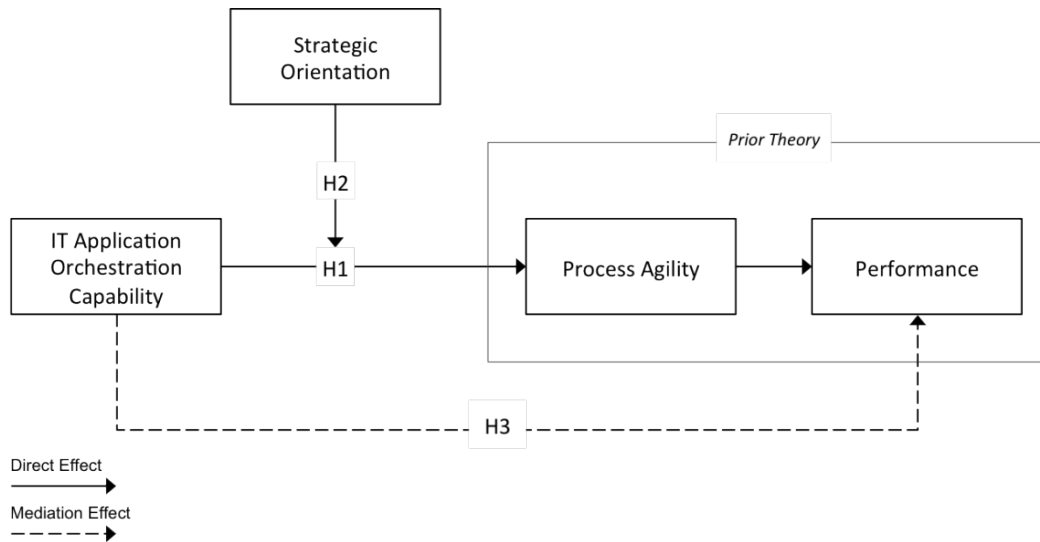 Strategic
Orientation
Prior Theory
H2
IT Application
Orchestration
Capability
H1
Process Agility
Performance
H3
Direct Effect
Mediation Effect